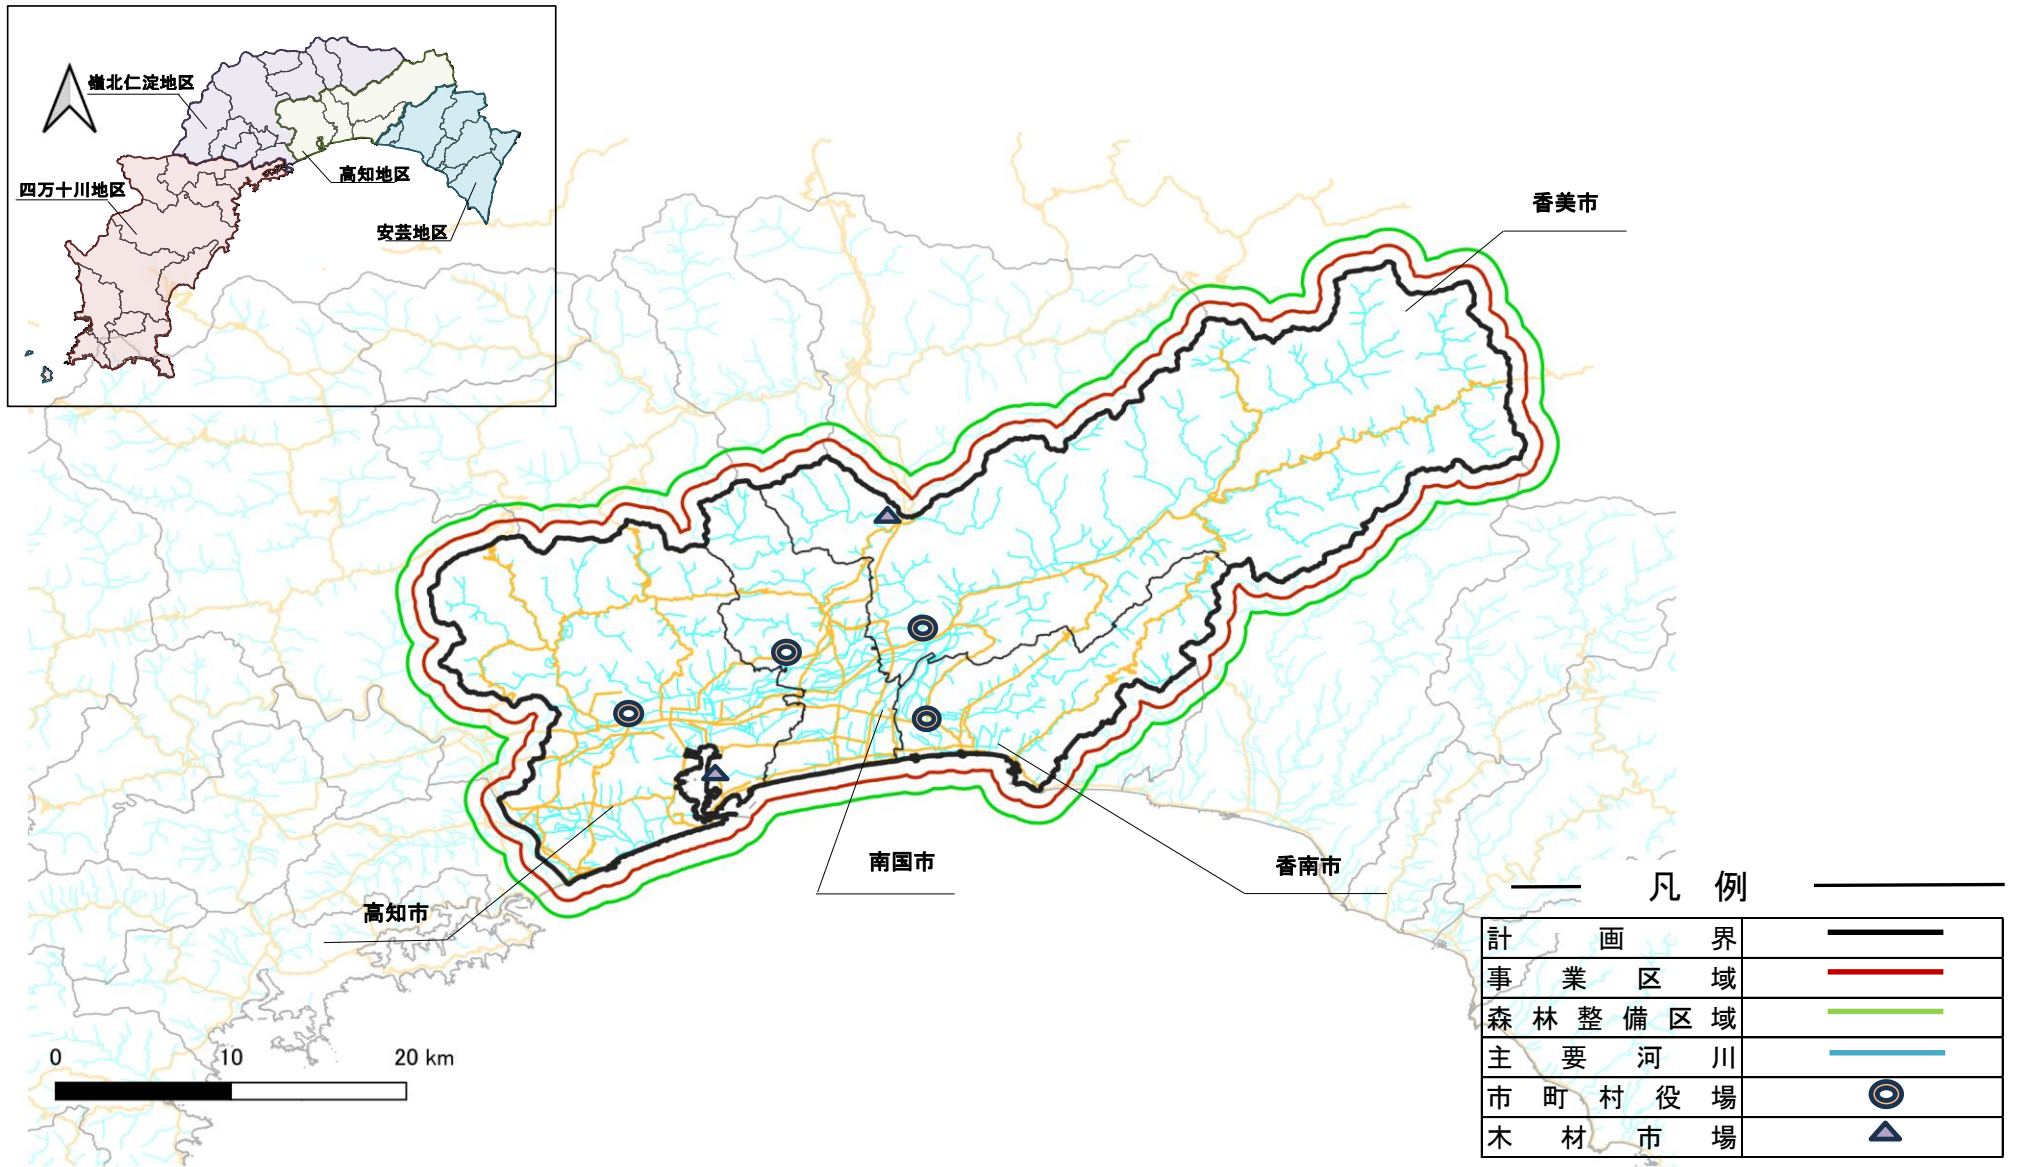 嶺北仁淀地区
高知地区
四万十川地区
安芸地区
香美市
南国市
香南市
高知市
凡 例
計画界
事業区域
森林整備区域
主要河川
市町村役場
木材市場
0 10 20 km